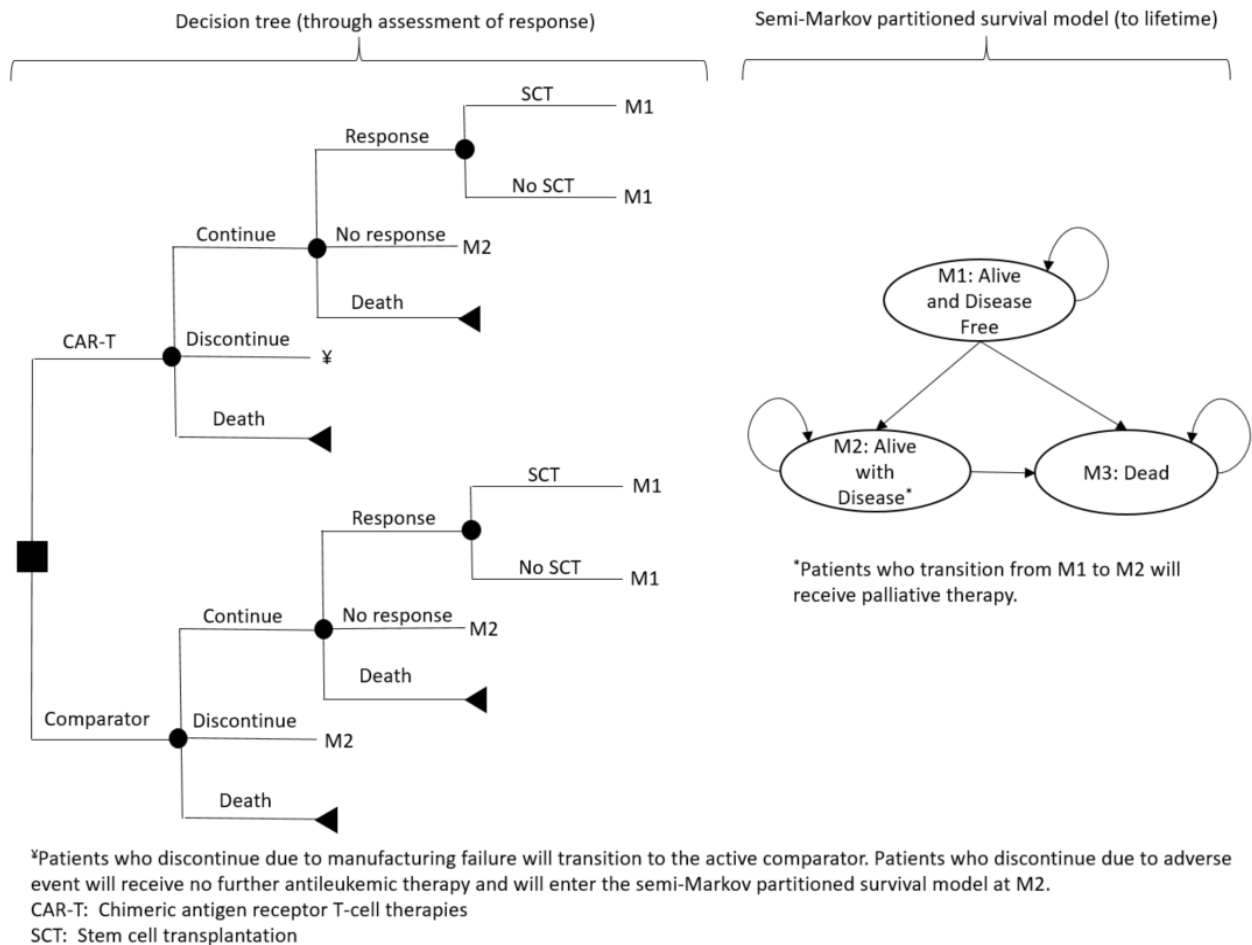 Decision tree (through assessment of response)
Semi-Markov partitioned survival model (to lifetime)
SCT
M1
Response
No SCT
M1
Continue
No response
M2
Death
CAR-T
Discontinue
¥
Death
SCT
M1
Response
No SCT
M1
Continue
No response
M2
Death
Comparator
Discontinue
M2
Death
M1: Alive
and Disease
Free
M2: Alive
with
Disease*
M3: Dead
*Patients who transition from M1 to M2 will
receive palliative therapy.
¥Patients who discontinue due to manufacturing failure will transition to the active comparator. Patients who discontinue due to adverse
event will receive no further antileukemic therapy and will enter the semi-Markov partitioned survival model at M2.
CAR-T: Chimeric antigen receptor T-cell therapies
SCT: Stem cell transplantation